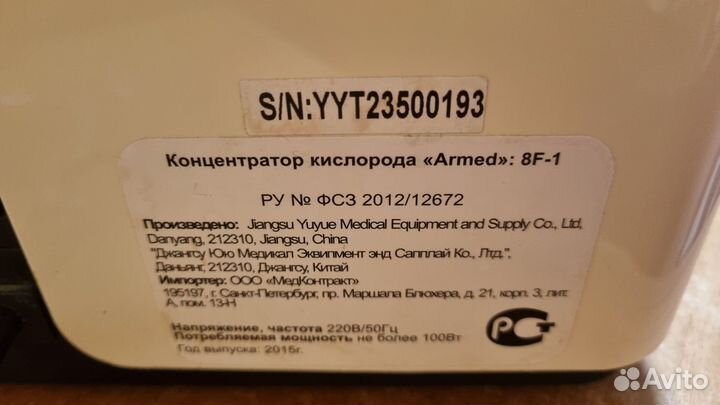 S/N:YYT23500193
Концентратор кислорода «Armed»: 8F-1
РУ № ФСЗ 2012/12672
Произведено: Jiangsu Yuyue Medical Equipment and Supply Co., Ltd,
Danyang, 212310, Jiangsu, China
"Джангсу Юю Медикал Эквипмент энд Сапплай Ко., Лтд.",
Даньянг, 212310, Джангсу, Китай
Импортер: ООО «МедКонтракт»
195197, г. Санкт-Петербург, пр. Маршала Блюхера, д. 21, корп. 3, лит.
А, пом. 13-Н
Напряжение, частота 220В/50Гц
Потребляемая мощность не более 100Вт
Год выпуска: 2015г.
РСТ
Avito